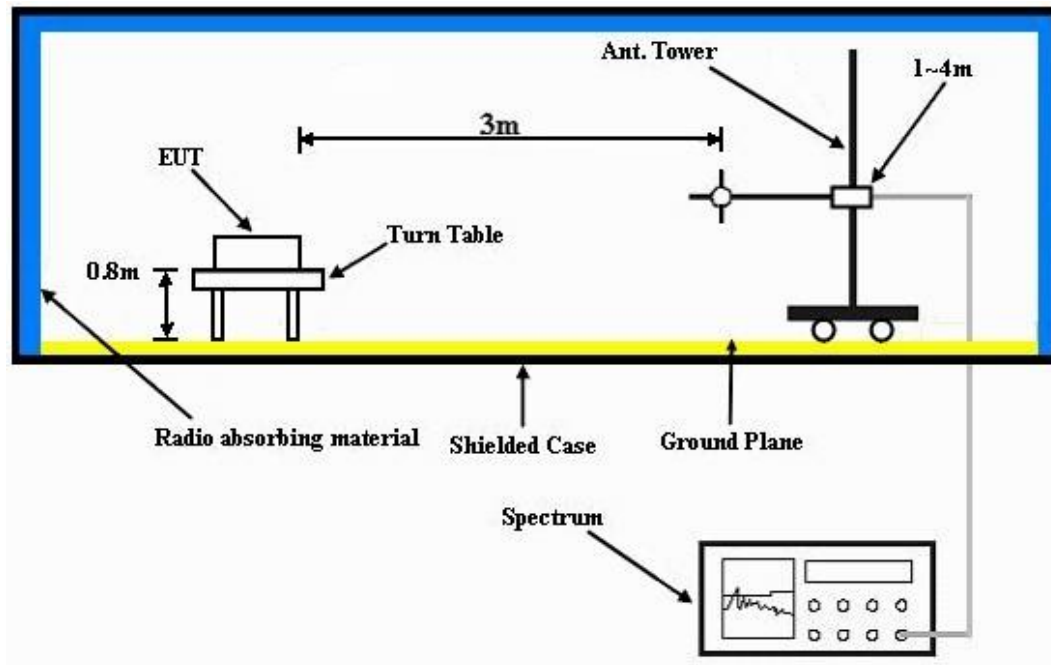 Ant. Tower
1~4m
3m
EUT
Turn Table
0.8m
Radio absorbing material
Shielded Case
Ground Plane
Spectrum